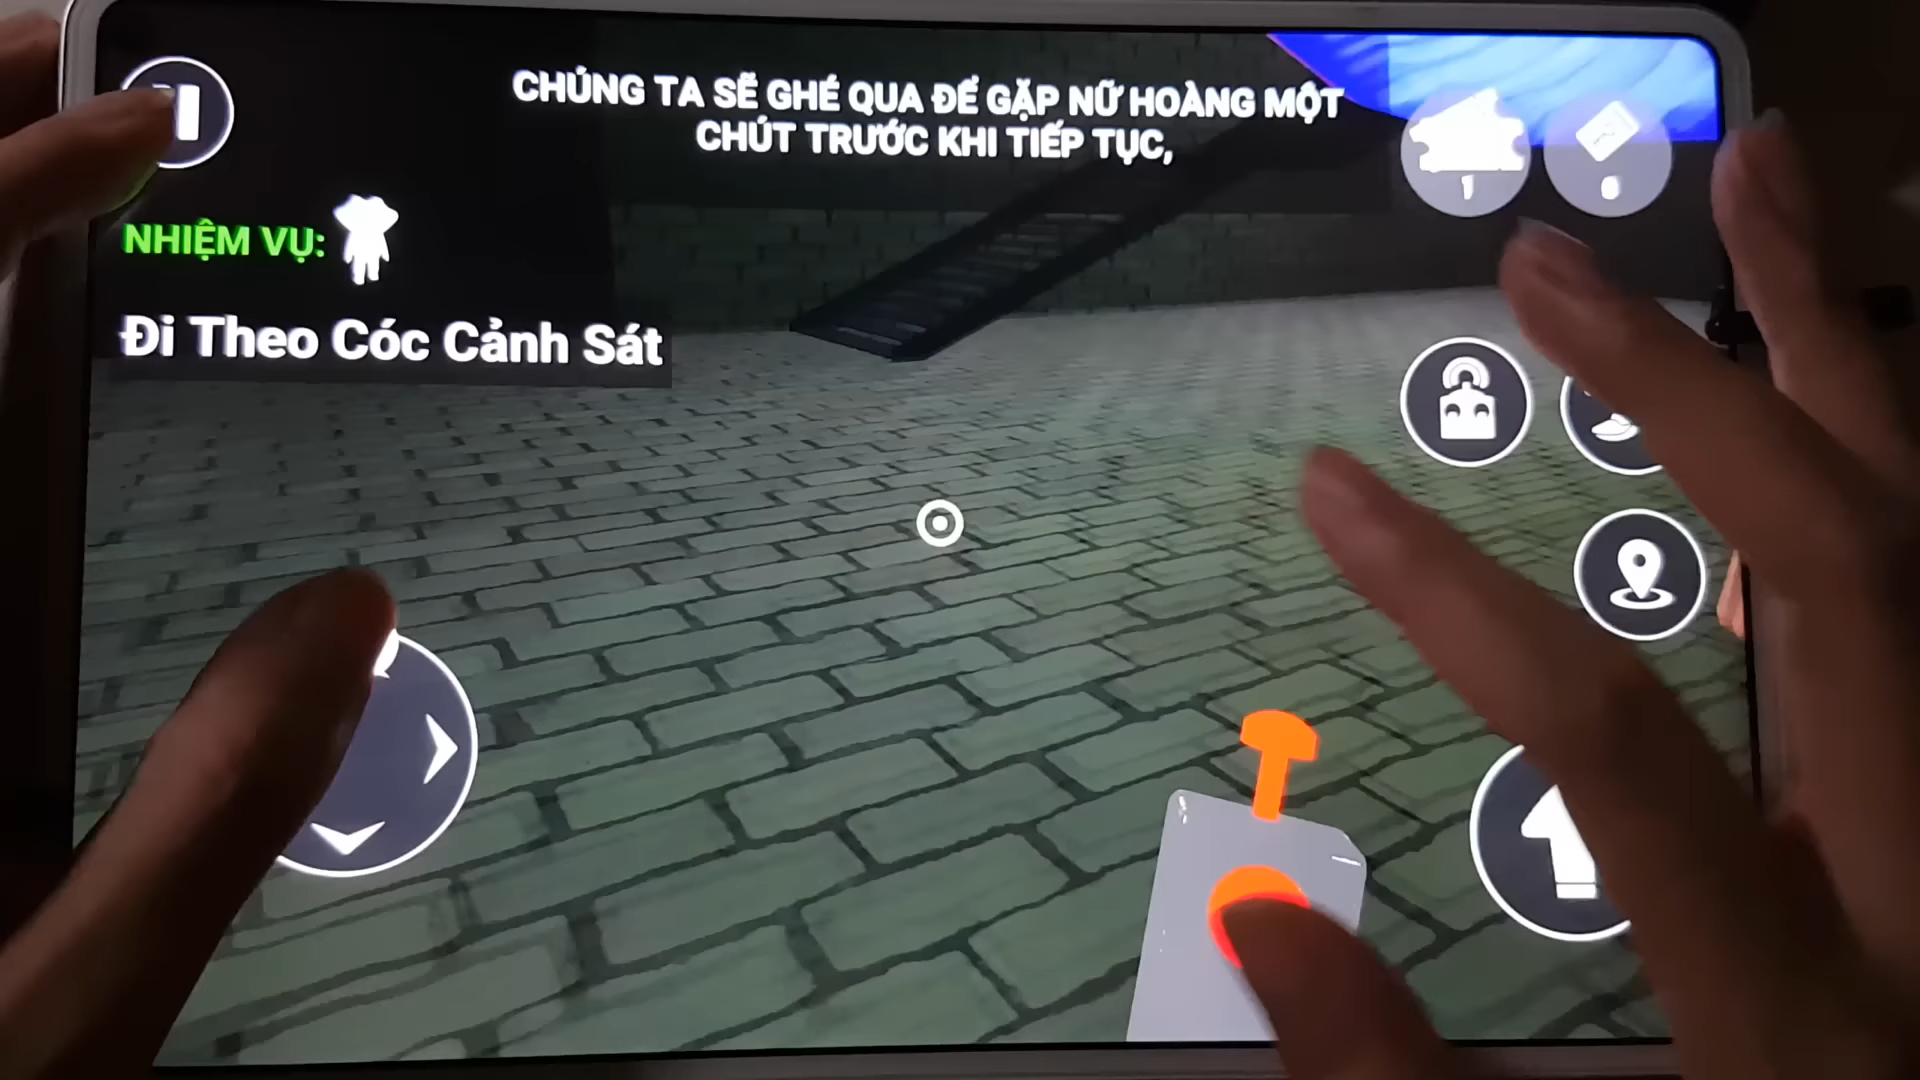 CHÚNG TA SẼ GHÉ QUA ĐỂ GẶP NỮ HOÀNG MỘT
CHÚT TRƯỚC KHI TIẾP TỤC,
1
NHIỆM VỤ:
Đi Theo Cóc Cảnh Sát